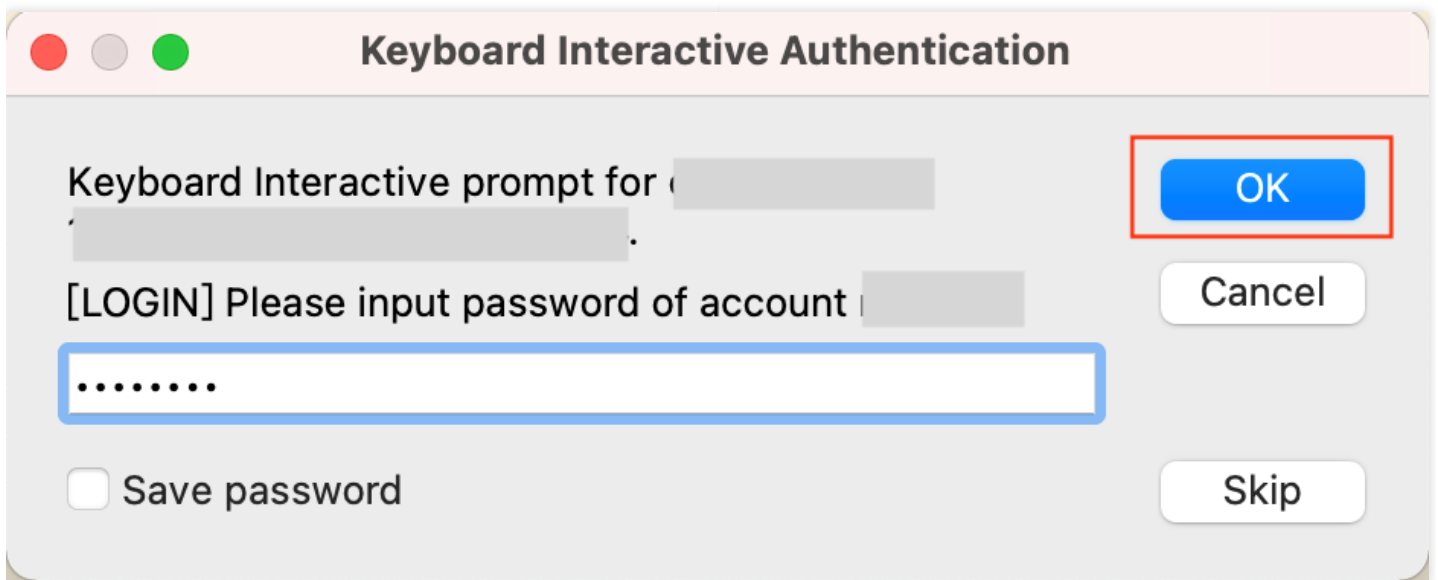 Keyboard Interactive Authentication
Keyboard Interactive prompt for
.
OK
[LOGIN] Please input password of account
Cancel
••••••••
Save password
Skip